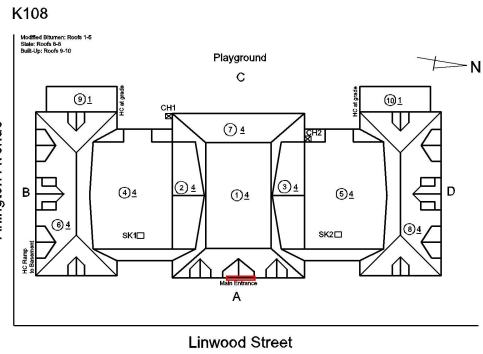 K108
Modified Bitumen: Roofs 1-5
Slate: Roofs 6-8
Built-Up: Roofs 9-10
Playground
C
N
9 1
HC at grade
CH1
HC at grade
10 1
7 4
CH2
B
4 4
2 4
1 4
3 4
5 4
D
6 4
8 4
SK1
SK2
HC Ramp
to Basement
Main Entrance
A
Linwood Street